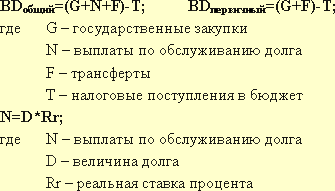 BDобщий=(G+N+F)-T; BDпервичный=(G+F)-T;
где G – государственные закупки
N – выплаты по обслуживанию долга
F – трансферты
T – налоговые поступления в бюджет
N=D*Rr;
где N – выплаты по обслуживанию долга
D – величина долга
Rr – реальная ставка процента